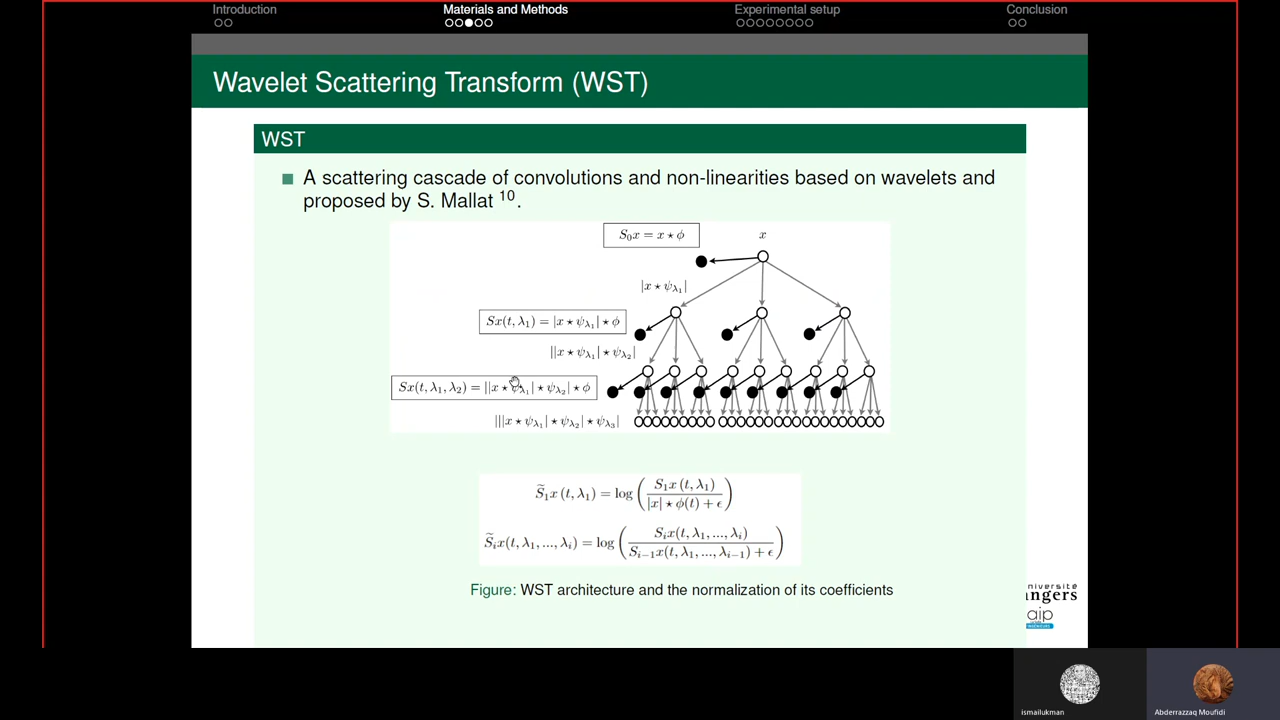 Introduction
Materials and Methods
Experimental setup
Conclusion
Wavelet Scattering Transform (WST)
WST
A scattering cascade of convolutions and non-linearities based on wavelets and
proposed by S. Mallat 10.
S₀x = x ⋆ ϕ
x
|x ⋆ ψλ₁|
Sx(t, λ₁) = |x ⋆ ψλ₁| ⋆ ϕ
||x ⋆ ψλ₁| ⋆ ψλ₂|
Sx(t, λ₁, λ₂) = ||x ⋆ ψλ₁| ⋆ ψλ₂| ⋆ ϕ
|||x ⋆ ψλ₁| ⋆ ψλ₂| ⋆ ψλ₃|
S̃₁x (t, λ₁) = log ( S₁x (t, λ₁) / |x| ⋆ ϕ(t) + ϵ )
S̃ᵢx(t, λ₁, ..., λᵢ) = log ( Sᵢx(t, λ₁, ..., λᵢ) / Sᵢ₋₁x(t, λ₁, ..., λᵢ₋₁) + ϵ )
Figure: WST architecture and the normalization of its coefficients
niversité
ngers
aip
ismailukman
Abderrazzaq Moufidi